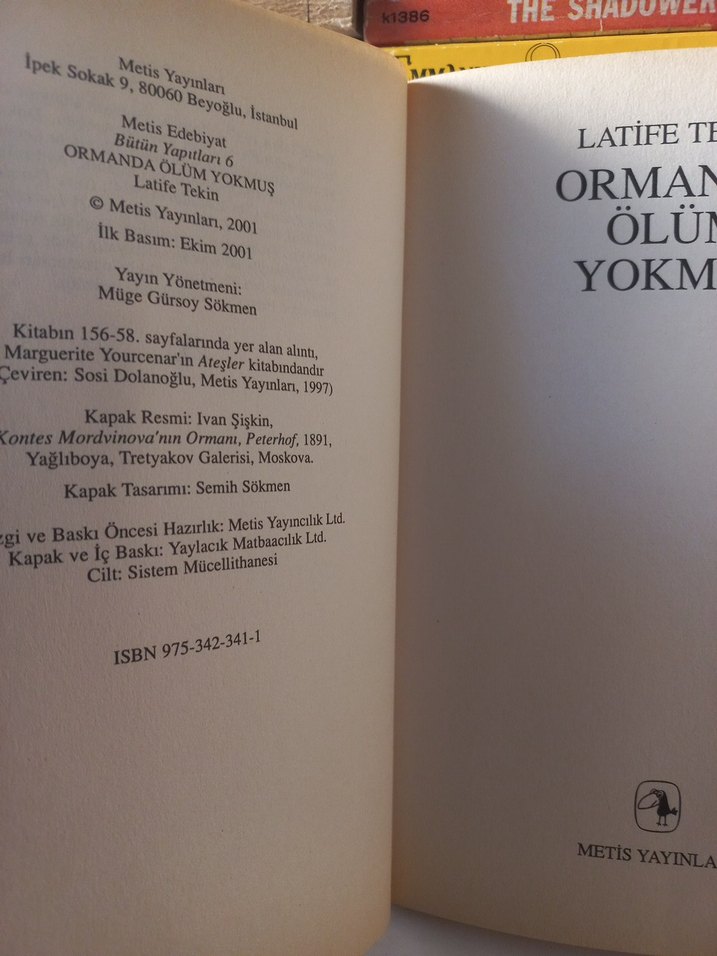 k1386
THE SHADOWER
Metis Yayınları
İpek Sokak 9, 80060 Beyoğlu, İstanbul
Metis Edebiyat
Bütün Yapıtları 6
ORMANDA ÖLÜM YOKMUŞ
Latife Tekin
© Metis Yayınları, 2001
İlk Basım: Ekim 2001
Yayın Yönetmeni:
Müge Gürsoy Sökmen
Kitabın 156-58. sayfalarında yer alan alıntı,
Marguerite Yourcenar'ın Ateşler kitabındandır
Çeviren: Sosi Dolanoğlu, Metis Yayınları, 1997)
Kapak Resmi: Ivan Şişkin,
Kontes Mordvinova'nın Ormanı, Peterhof, 1891,
Yağlıboya, Tretyakov Galerisi, Moskova.
Kapak Tasarımı: Semih Sökmen
zgi ve Baskı Öncesi Hazırlık: Metis Yayıncılık Ltd.
Kapak ve İç Baskı: Yaylacık Matbaacılık Ltd.
Cilt: Sistem Mücellithanesi
ISBN 975-342-341-1
LATİFE TE
ORMAN
ÖLÜM
YOKM
METİS YAYINLA